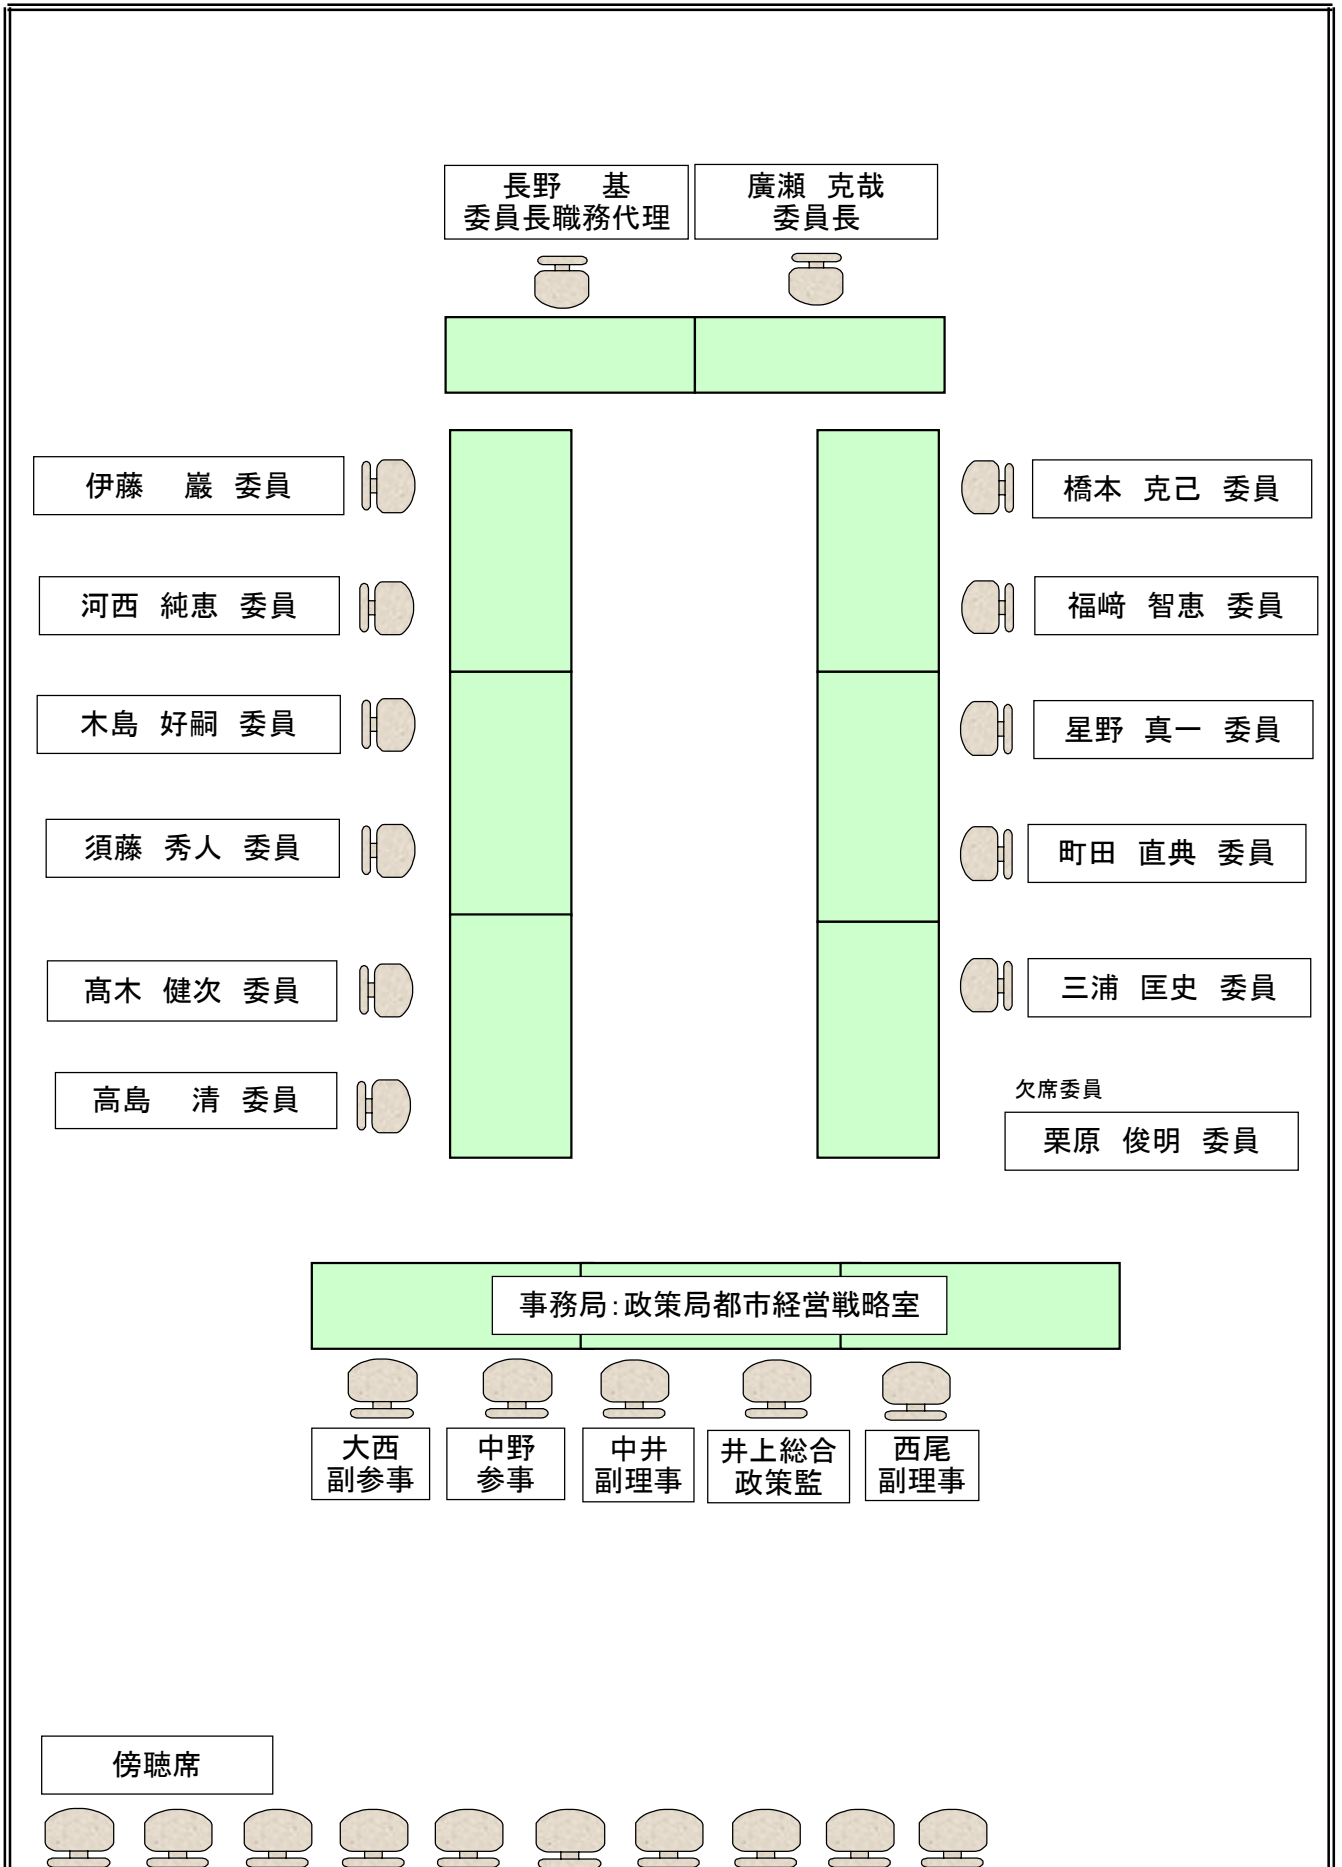 長野 基
委員長職務代理
廣瀬 克哉
委員長
伊藤 巖 委員
橋本 克己 委員
河西 純恵 委員
福﨑 智恵 委員
木島 好嗣 委員
星野 真一 委員
須藤 秀人 委員
町田 直典 委員
髙木 健次 委員
三浦 匡史 委員
高島 清 委員
欠席委員
栗原 俊明 委員
事務局:政策局都市経営戦略室
大西
副参事
中野
参事
中井
副理事
井上総合
政策監
西尾
副理事
傍聴席